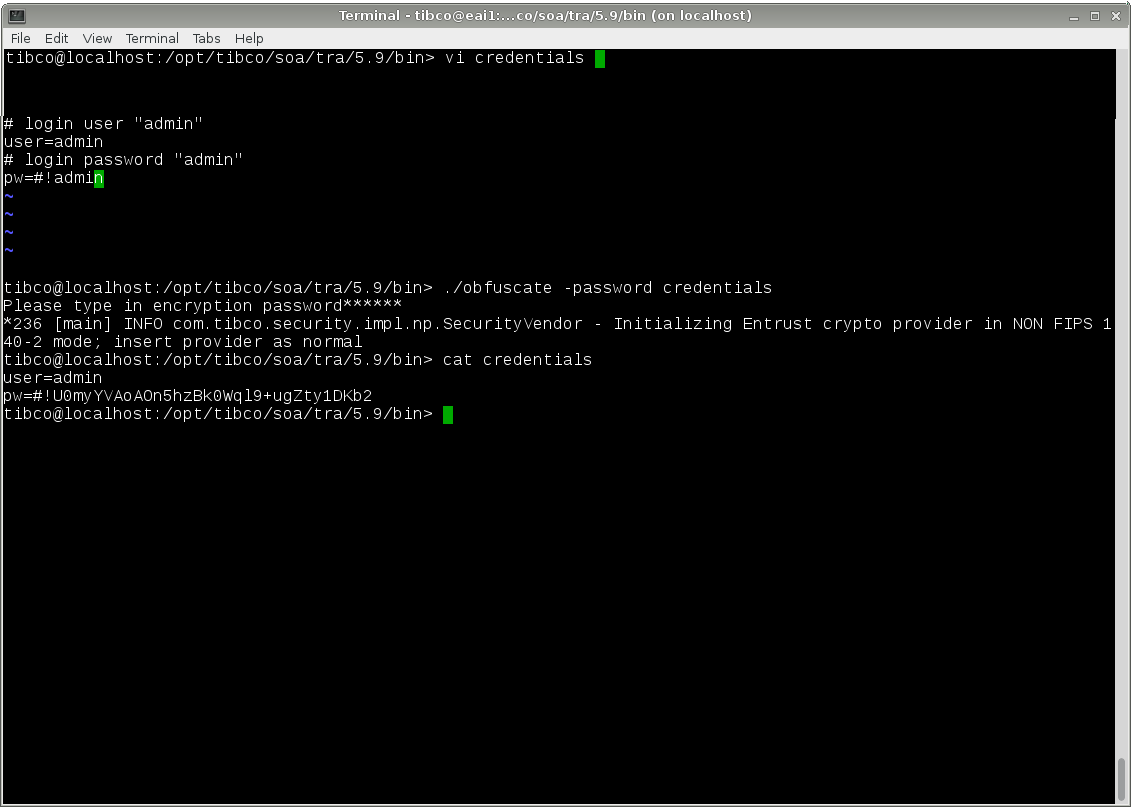 Terminal - tibco@eai1:...co/soa/tra/5.9/bin (on localhost)
File Edit View Terminal Tabs Help
tibco@localhost:/opt/tibco/soa/tra/5.9/bin> vi credentials
# login user "admin"
user=admin
# login password "admin"
pw=#!admin
~
~
~
~
tibco@localhost:/opt/tibco/soa/tra/5.9/bin> ./obfuscate -password credentials
Please type in encryption password******
*236 [main] INFO com.tibco.security.impl.np.SecurityVendor - Initializing Entrust crypto provider in NON FIPS 1
40-2 mode; insert provider as normal
tibco@localhost:/opt/tibco/soa/tra/5.9/bin> cat credentials
user=admin
pw=#!U0myYVAoAOn5hzBk0Wql9+ugZty1DKb2
tibco@localhost:/opt/tibco/soa/tra/5.9/bin>